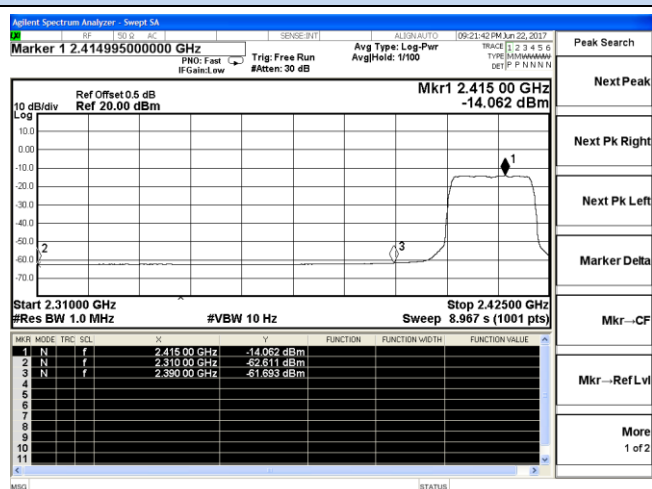 Agilent Spectrum Analyzer - Swept SA
RF 50 Ω AC SENSE:INT ALIGNAUTO 09:21:42 PM Jun 22, 2017
Marker 1 2.414995000000 GHz
PNO: Fast
IFGain:Low
Trig: Free Run
#Atten: 30 dB
Avg Type: Log-Pwr
Avg|Hold: 1/100
TRACE 1 2 3 4 5 6
TYPE
DET P P N N N N
Ref Offset 0.5 dB
Ref 20.00 dBm
10 dB/div
Log
Mkr1 2.415 00 GHz
-14.062 dBm
10.0
0.00
-10.0
-20.0
-30.0
-40.0
-50.0
-60.0
-70.0
1
2
3
Start 2.31000 GHz Stop 2.42500 GHz
#Res BW 1.0 MHz #VBW 10 Hz Sweep 8.967 s (1001 pts)
MKR MODE TRC SCL X Y FUNCTION FUNCTION WIDTH FUNCTION VALUE
1 N f 2.415 00 GHz -14.062 dBm
2 N f 2.310 00 GHz -62.611 dBm
3 N f 2.390 00 GHz -61.693 dBm
4
5
6
7
8
9
10
11
MSG STATUS
Peak Search
Next Peak
Next Pk Right
Next Pk Left
Marker Delta
Mkr→CF
Mkr→Ref Lvl
More
1 of 2